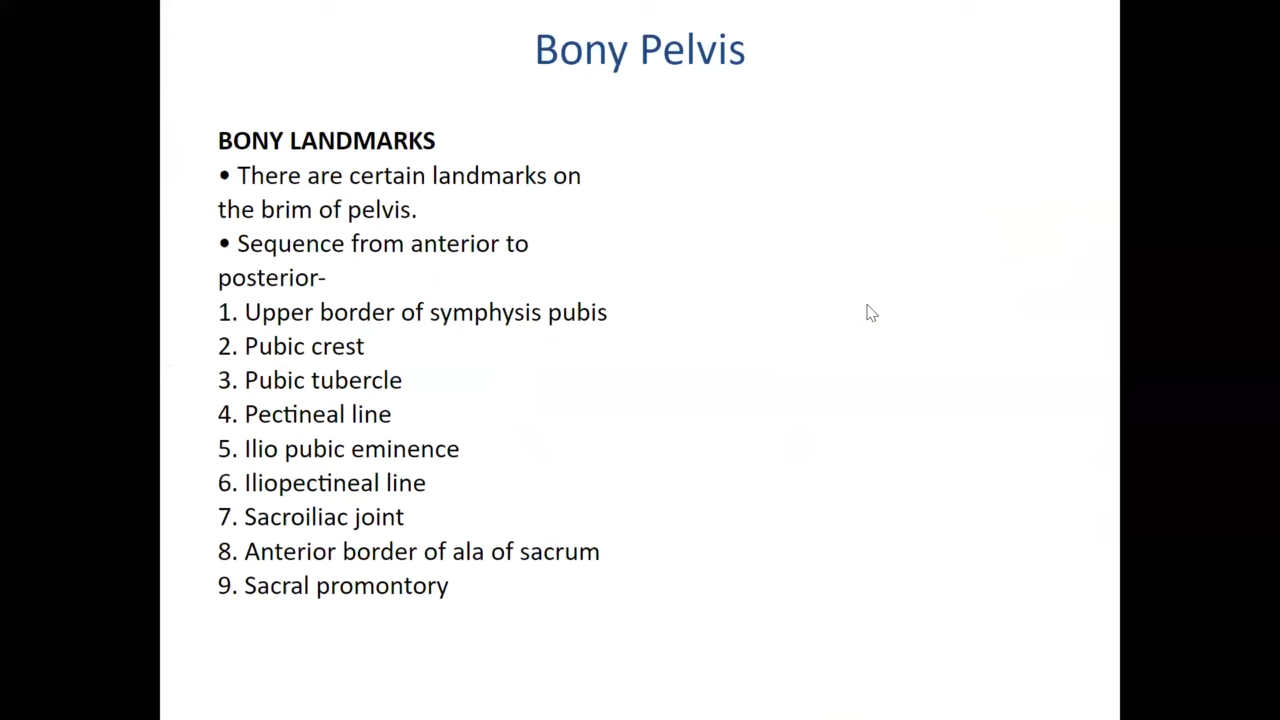 Bony Pelvis
BONY LANDMARKS
• There are certain landmarks on
the brim of pelvis.
• Sequence from anterior to
posterior-
1. Upper border of symphysis pubis
2. Pubic crest
3. Pubic tubercle
4. Pectineal line
5. Ilio pubic eminence
6. Iliopectineal line
7. Sacroiliac joint
8. Anterior border of ala of sacrum
9. Sacral promontory